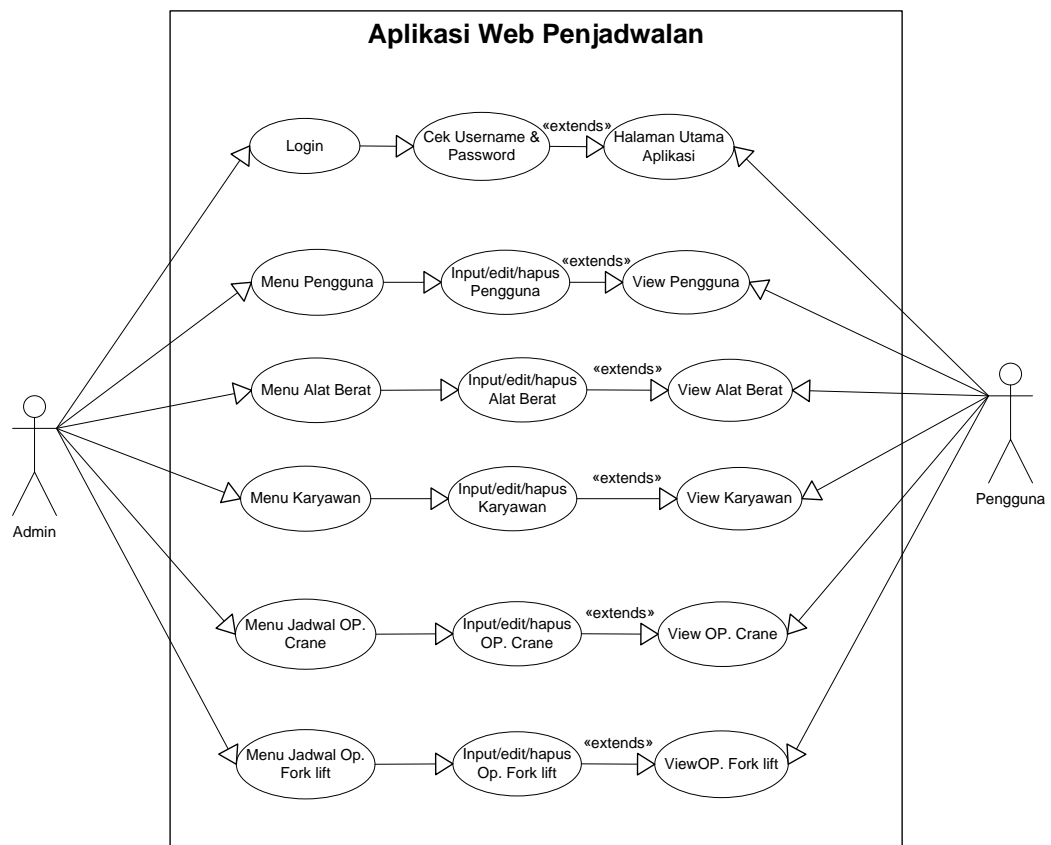 Aplikasi Web Penjadwalan
Login
Cek Username &
Password
«extends»
Halaman Utama
Aplikasi
Menu Pengguna
Input/edit/hapus
Pengguna
«extends»
View Pengguna
Menu Alat Berat
Input/edit/hapus
Alat Berat
«extends»
View Alat Berat
Menu Karyawan
Input/edit/hapus
Karyawan
«extends»
View Karyawan
Admin
Pengguna
Menu Jadwal OP.
Crane
Input/edit/hapus
OP. Crane
«extends»
View OP. Crane
Menu Jadwal Op.
Fork lift
Input/edit/hapus
Op. Fork lift
«extends»
ViewOP. Fork lift